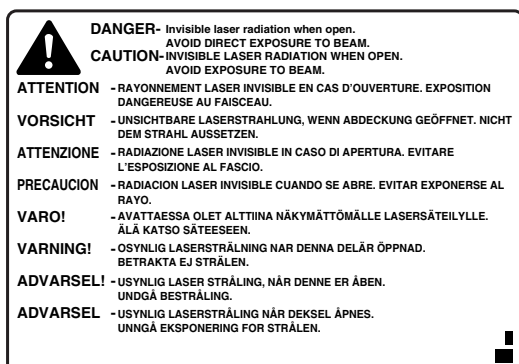 DANGER- Invisible laser radiation when open.
AVOID DIRECT EXPOSURE TO BEAM.
CAUTION- INVISIBLE LASER RADIATION WHEN OPEN.
AVOID EXPOSURE TO BEAM.
ATTENTION - RAYONNEMENT LASER INVISIBLE EN CAS D'OUVERTURE. EXPOSITION
DANGEREUSE AU FAISCEAU.
VORSICHT - UNSICHTBARE LASERSTRAHLUNG, WENN ABDECKUNG GEÖFFNET. NICHT
DEM STRAHL AUSSETZEN.
ATTENZIONE - RADIAZIONE LASER INVISIBILE IN CASO DI APERTURA. EVITARE
L'ESPOSIZIONE AL FASCIO.
PRECAUCION - RADIACION LASER INVISIBLE CUANDO SE ABRE. EVITAR EXPONERSE AL
RAYO.
VARO! - AVATTAESSA OLET ALTTIINA NÄKYMÄTTÖMÄLLE LASERSÄTEILYLLE.
ÄLÄ KATSO SÄTEESEEN.
VARNING! - OSYNLIG LASERSTRÅLNING NAR DENNA DELÄR ÖPPNAD.
BETRAKTA EJ STRÅLEN.
ADVARSEL! - USYNLIG LASER STRÅLING, NÅR DENNE ER ÅBEN.
UNDGÅ BESTRÅLING.
ADVARSEL - USYNLIG LASERSTRÅLING NÅR DEKSEL ÅPNES.
UNNGÅ EKSPONERING FOR STRÅLEN.